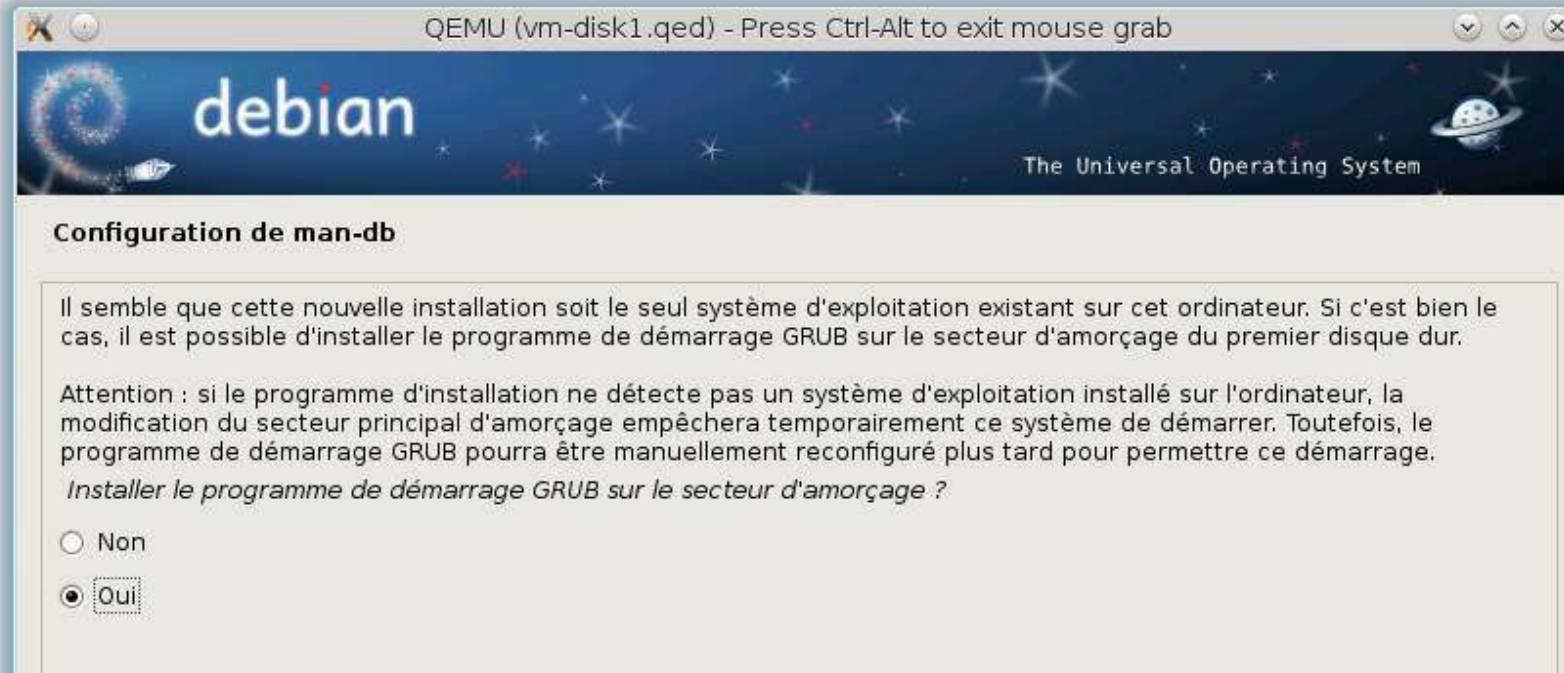 QEMU (vm-disk1.qed) - Press Ctrl-Alt to exit mouse grab
debian
The Universal Operating System
Configuration de man-db
Il semble que cette nouvelle installation soit le seul système d'exploitation existant sur cet ordinateur. Si c'est bien le
cas, il est possible d'installer le programme de démarrage GRUB sur le secteur d'amorçage du premier disque dur.
Attention : si le programme d'installation ne détecte pas un système d'exploitation installé sur l'ordinateur, la
modification du secteur principal d'amorçage empêchera temporairement ce système de démarrer. Toutefois, le
programme de démarrage GRUB pourra être manuellement reconfiguré plus tard pour permettre ce démarrage.
Installer le programme de démarrage GRUB sur le secteur d'amorçage ?
Non
Oui